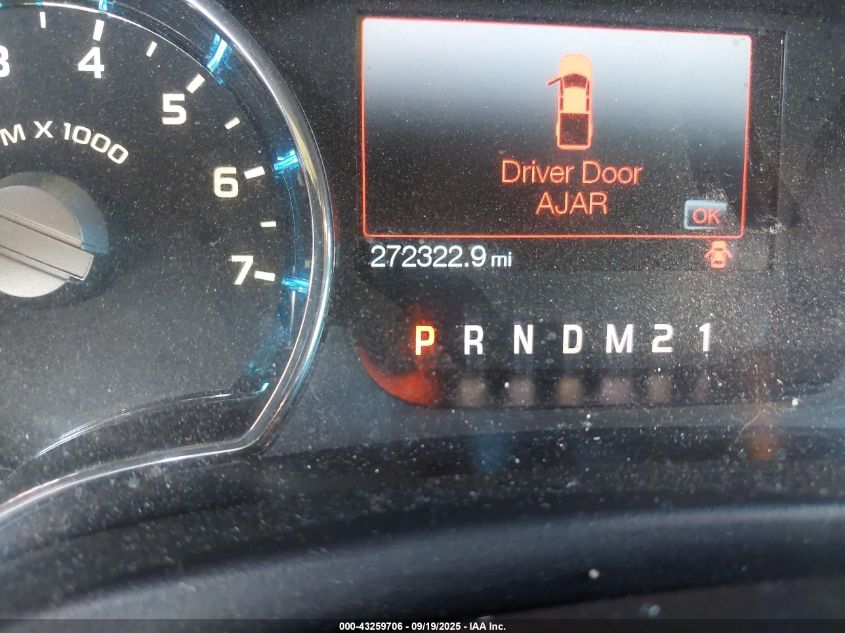 3
4
5
6
7
M X 1000
Driver Door
AJAR
OK
272322.9 mi
P R N D M 2 1
000-43259706 - 09/19/2025 - IAA Inc.